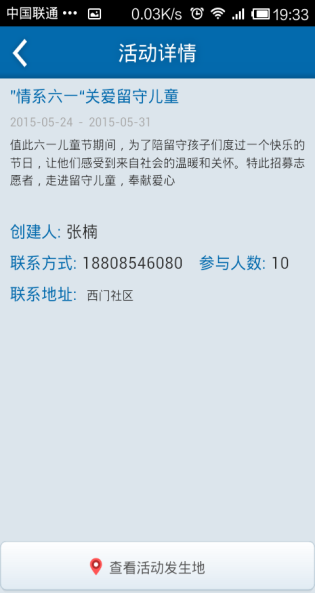 中国联通 ••• 0.03K/s 19:33
活动详情
"情系六一“关爱留守儿童
2015-05-24 - 2015-05-31
值此六一儿童节期间，为了陪留守孩子们度过一个快乐的
节日，让他们感受到来自社会的温暖和关怀。特此招募志
愿者，走进留守儿童，奉献爱心
创建人: 张楠
联系方式: 18808546080 参与人数: 10
联系地址: 西门社区
查看活动发生地